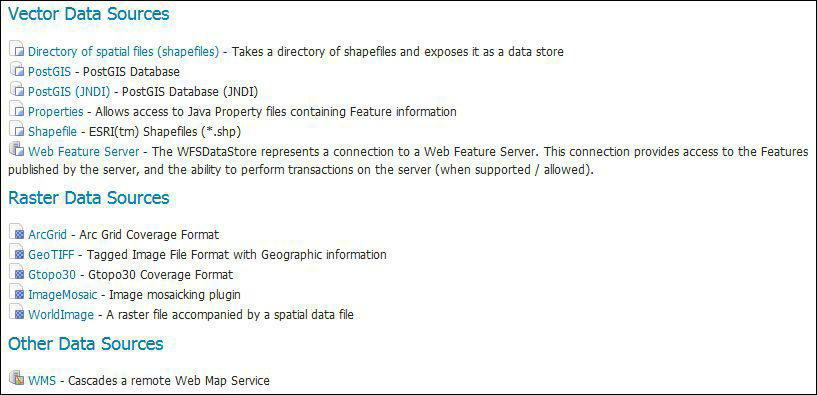 Vector Data Sources
Directory of spatial files (shapefiles) - Takes a directory of shapefiles and exposes it as a data store
PostGIS - PostGIS Database
PostGIS (JNDI) - PostGIS Database (JNDI)
Properties - Allows access to Java Property files containing Feature information
Shapefile - ESRI(tm) Shapefiles (*.shp)
Web Feature Server - The WFSDataStore represents a connection to a Web Feature Server. This connection provides access to the Features
published by the server, and the ability to perform transactions on the server (when supported / allowed).
Raster Data Sources
ArcGrid - Arc Grid Coverage Format
GeoTIFF - Tagged Image File Format with Geographic information
Gtopo30 - Gtopo30 Coverage Format
ImageMosaic - Image mosaicking plugin
WorldImage - A raster file accompanied by a spatial data file
Other Data Sources
WMS - Cascades a remote Web Map Service